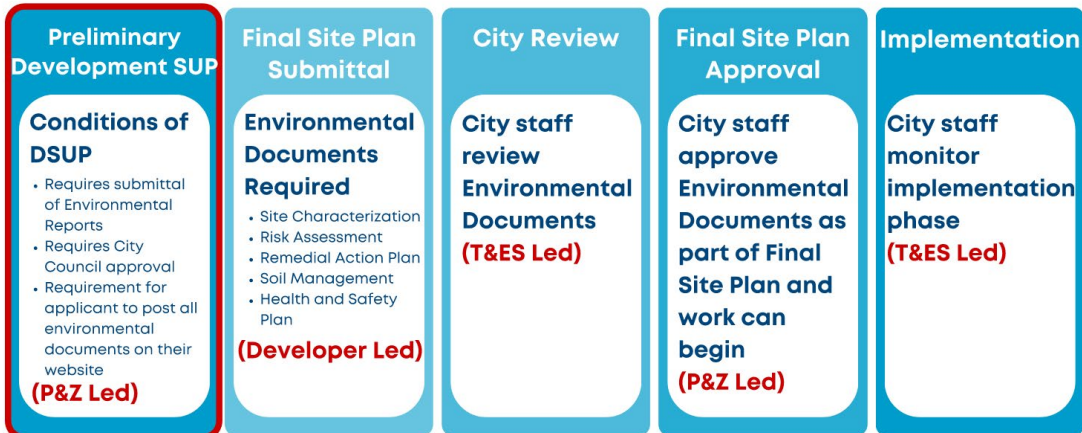 Preliminary
Development SUP
Conditions of
DSUP
• Requires submittal
of Environmental
Reports
• Requires City
Council approval
• Requirement for
applicant to post all
environmental
documents on their
website
(P&Z Led)
Final Site Plan
Submittal
Environmental
Documents
Required
• Site Characterization
• Risk Assessment
• Remedial Action Plan
• Soil Management
• Health and Safety
Plan
(Developer Led)
City Review
City staff
review
Environmental
Documents
(T&ES Led)
Final Site Plan
Approval
City staff
approve
Environmental
Documents as
part of Final
Site Plan and
work can
begin
(P&Z Led)
Implementation
City staff
monitor
implementation
phase
(T&ES Led)